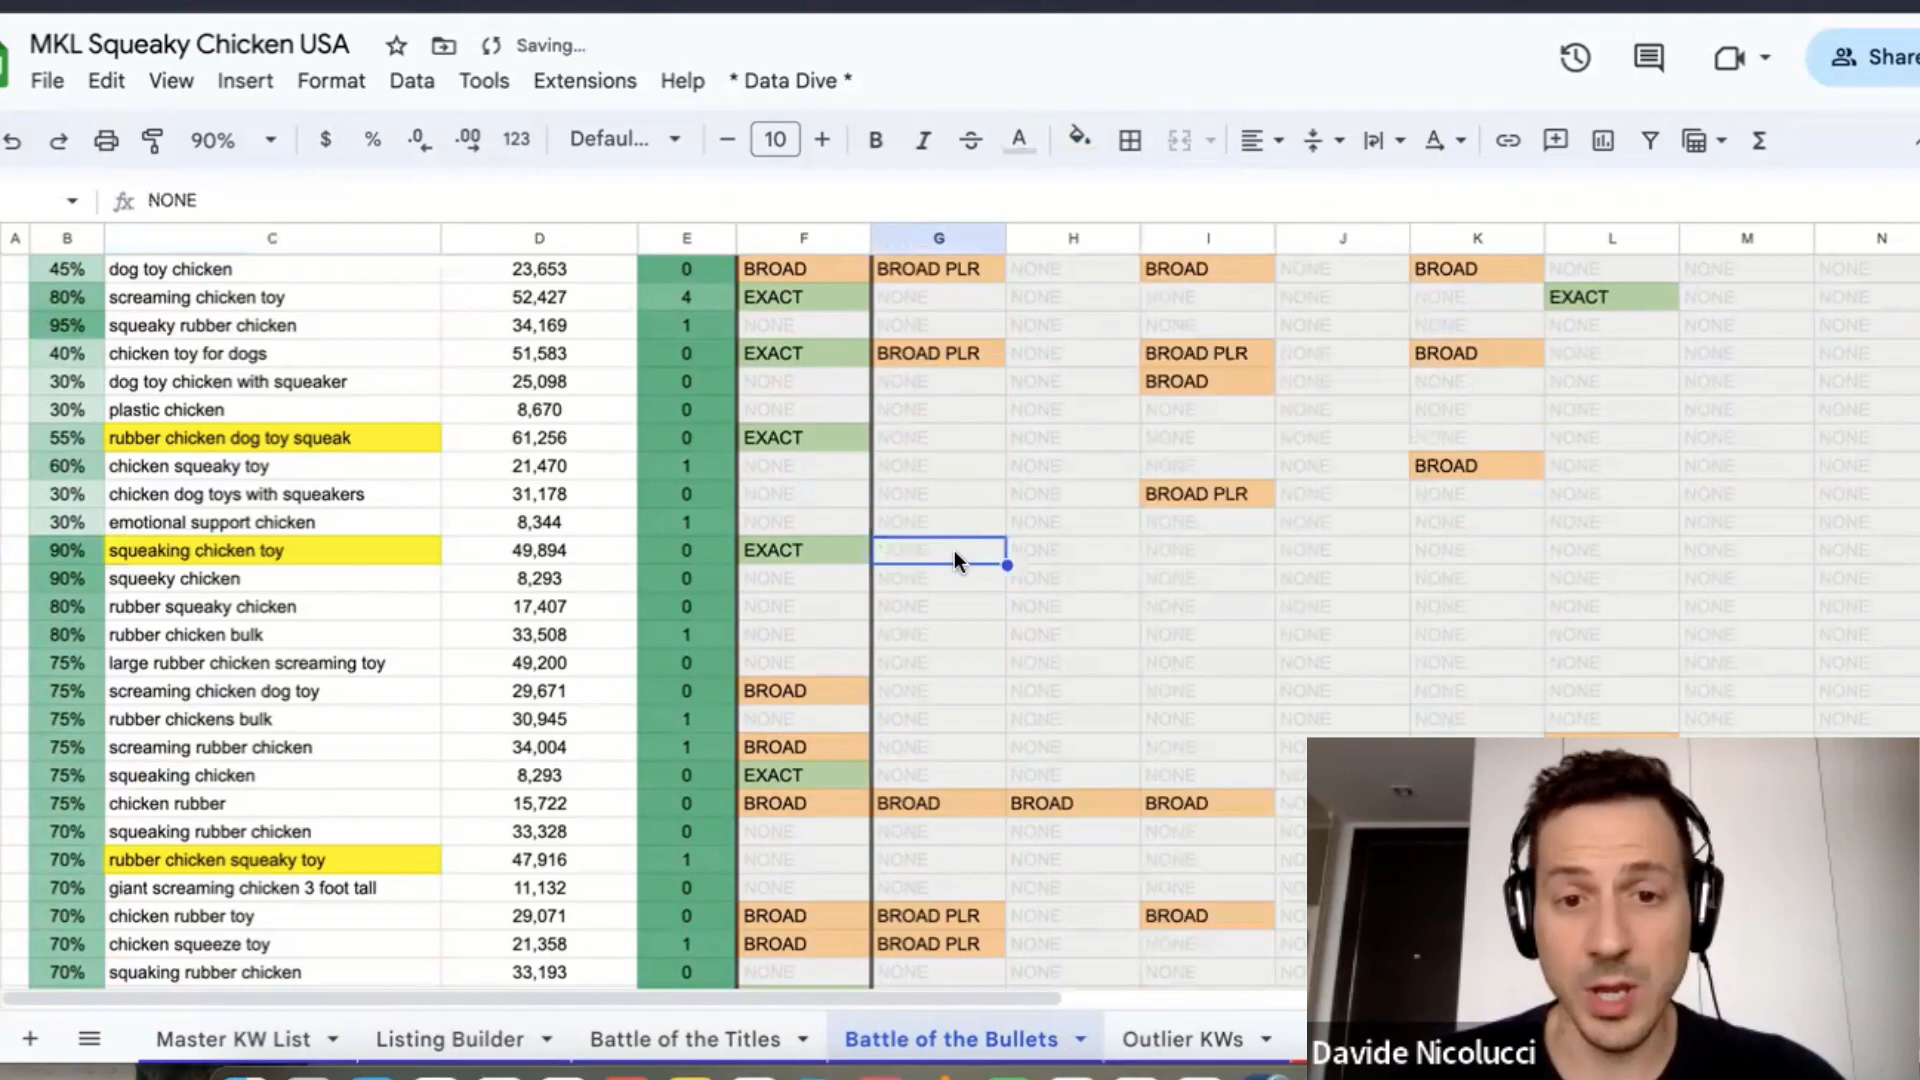 MKL Squeaky Chicken USA Saving...
File Edit View Insert Format Data Tools Extensions Help * Data Dive *
Share
90% $ % .0 .00 123 Defaul... 10 B I A
fx NONE
A B C D E F G H I J K L M N
45% dog toy chicken 23,653 0 BROAD BROAD PLR NONE BROAD NONE BROAD NONE NONE NONE
80% screaming chicken toy 52,427 4 EXACT NONE NONE NONE NONE NONE EXACT NONE NONE
95% squeaky rubber chicken 34,169 1 NONE NONE NONE NONE NONE NONE NONE NONE NONE
40% chicken toy for dogs 51,583 0 EXACT BROAD PLR NONE BROAD PLR NONE BROAD NONE NONE NONE
30% dog toy chicken with squeaker 25,098 0 NONE NONE NONE BROAD NONE NONE NONE NONE NONE
30% plastic chicken 8,670 0 NONE NONE NONE NONE NONE NONE NONE NONE NONE
55% rubber chicken dog toy squeak 61,256 0 EXACT NONE NONE NONE NONE NONE NONE NONE NONE
60% chicken squeaky toy 21,470 1 NONE NONE NONE NONE NONE BROAD NONE NONE NONE
30% chicken dog toys with squeakers 31,178 0 NONE NONE NONE BROAD PLR NONE NONE NONE NONE NONE
30% emotional support chicken 8,344 1 NONE NONE NONE NONE NONE NONE NONE NONE NONE
90% squeaking chicken toy 49,894 0 EXACT NONE NONE NONE NONE NONE NONE NONE NONE
90% squeeky chicken 8,293 0 NONE NONE NONE NONE NONE NONE NONE NONE NONE
80% rubber squeaky chicken 17,407 0 NONE NONE NONE NONE NONE NONE NONE NONE NONE
80% rubber chicken bulk 33,508 1 NONE NONE NONE NONE NONE NONE NONE NONE NONE
75% large rubber chicken screaming toy 49,200 0 NONE NONE NONE NONE NONE NONE NONE NONE NONE
75% screaming chicken dog toy 29,671 0 BROAD NONE NONE NONE NONE NONE NONE NONE NONE
75% rubber chickens bulk 30,945 1 NONE NONE NONE NONE NONE NONE NONE NONE NONE
75% screaming rubber chicken 34,004 1 BROAD NONE NONE NONE
75% squeaking chicken 8,293 0 EXACT NONE NONE NONE
75% chicken rubber 15,722 0 BROAD BROAD BROAD BROAD
70% squeaking rubber chicken 33,328 0 NONE NONE NONE NONE
70% rubber chicken squeaky toy 47,916 1 NONE NONE NONE NONE
70% giant screaming chicken 3 foot tall 11,132 0 NONE NONE NONE NONE
70% chicken rubber toy 29,071 0 BROAD BROAD PLR NONE BROAD
70% chicken squeeze toy 21,358 1 BROAD BROAD PLR NONE NONE
70% squaking rubber chicken 33,193 0 NONE NONE NONE NONE
Master KW List Listing Builder Battle of the Titles Battle of the Bullets Outlier KWs
Davide Nicolucci